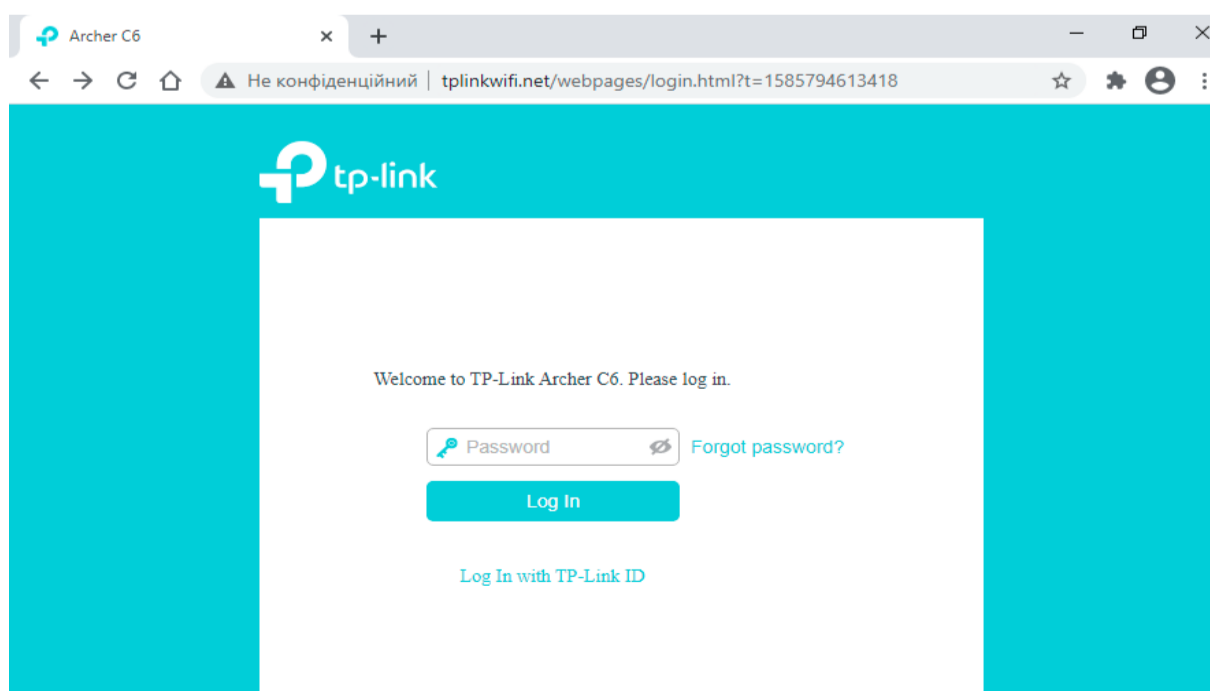 Archer C6
Не конфіденційний | tplinkwifi.net/webpages/login.html?t=1585794613418
tp-link
Welcome to TP-Link Archer C6. Please log in.
Password Forgot password?
Log In
Log In with TP-Link ID